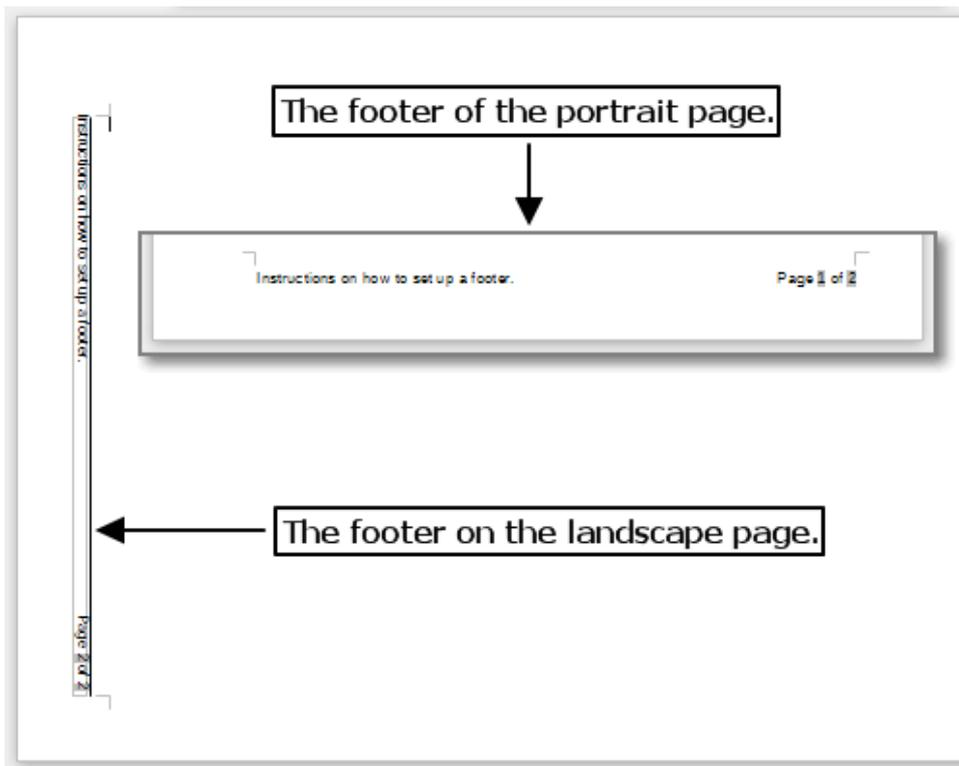 The footer of the portrait page.
Instructions on how to set up a footer.
Page 1 of 2
The footer on the landscape page.
Instructions on how to set up a footer.
Page 2 of 2